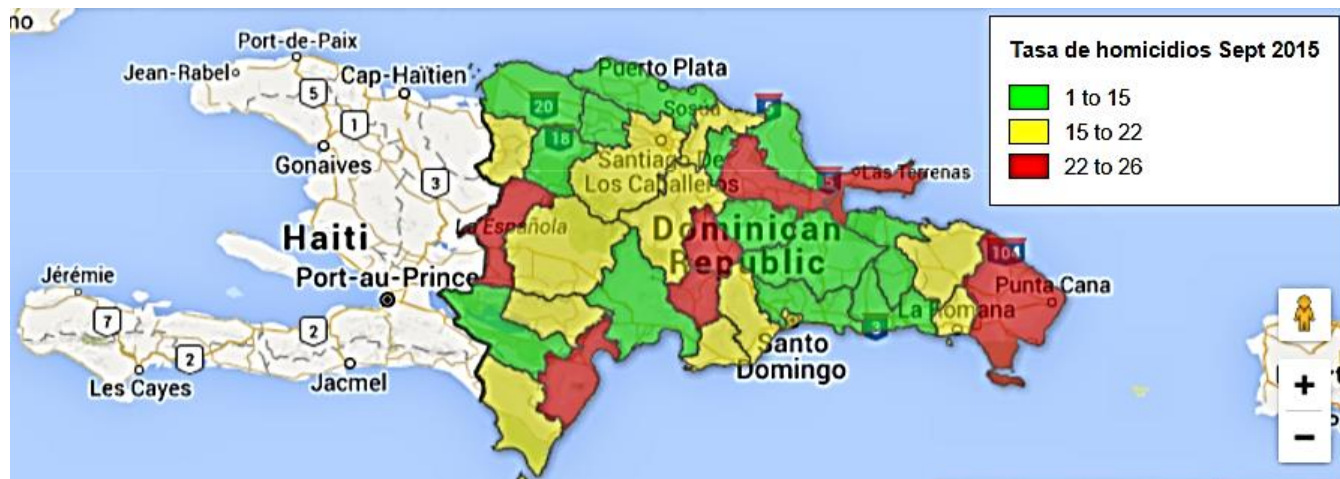 no
Port-de-Paix
Jean-Rabel
Cap-Haïtien
5
1
Gonaives
3
Haiti
Port-au-Prince
Jérémie
7
2
2
Les Cayes
Jacmel
La Española
20
18
Puerto Plata
Sosúa
Santiago De
Los Caballeros
5
Las Terrenas
Dominican
Republic
104
Punta Cana
La Romana
3
Santo
Domingo
Tasa de homicidios Sept 2015
1 to 15
15 to 22
22 to 26
+
−